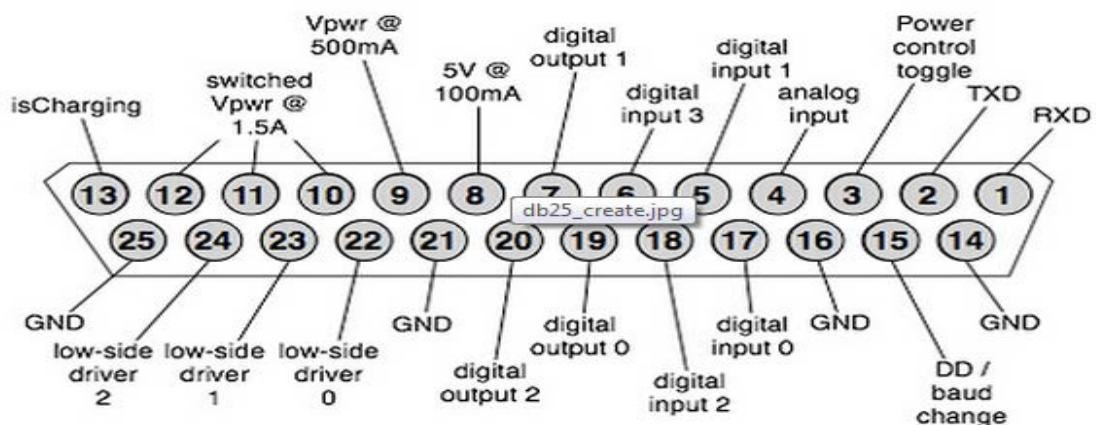 isCharging
switched
Vpwr @
1.5A
Vpwr @
500mA
5V @
100mA
digital
output 1
digital
input 3
digital
input 1
analog
input
Power
control
toggle
TXD
RXD
13 12 11 10 9 8 7 6 5 4 3 2 1
db25_create.jpg
25 24 23 22 21 20 19 18 17 16 15 14
GND
low-side
driver
2
low-side
driver
1
low-side
driver
0
GND
digital
output 2
digital
output 0
digital
input 2
digital
input 0
GND
DD /
baud
change
GND